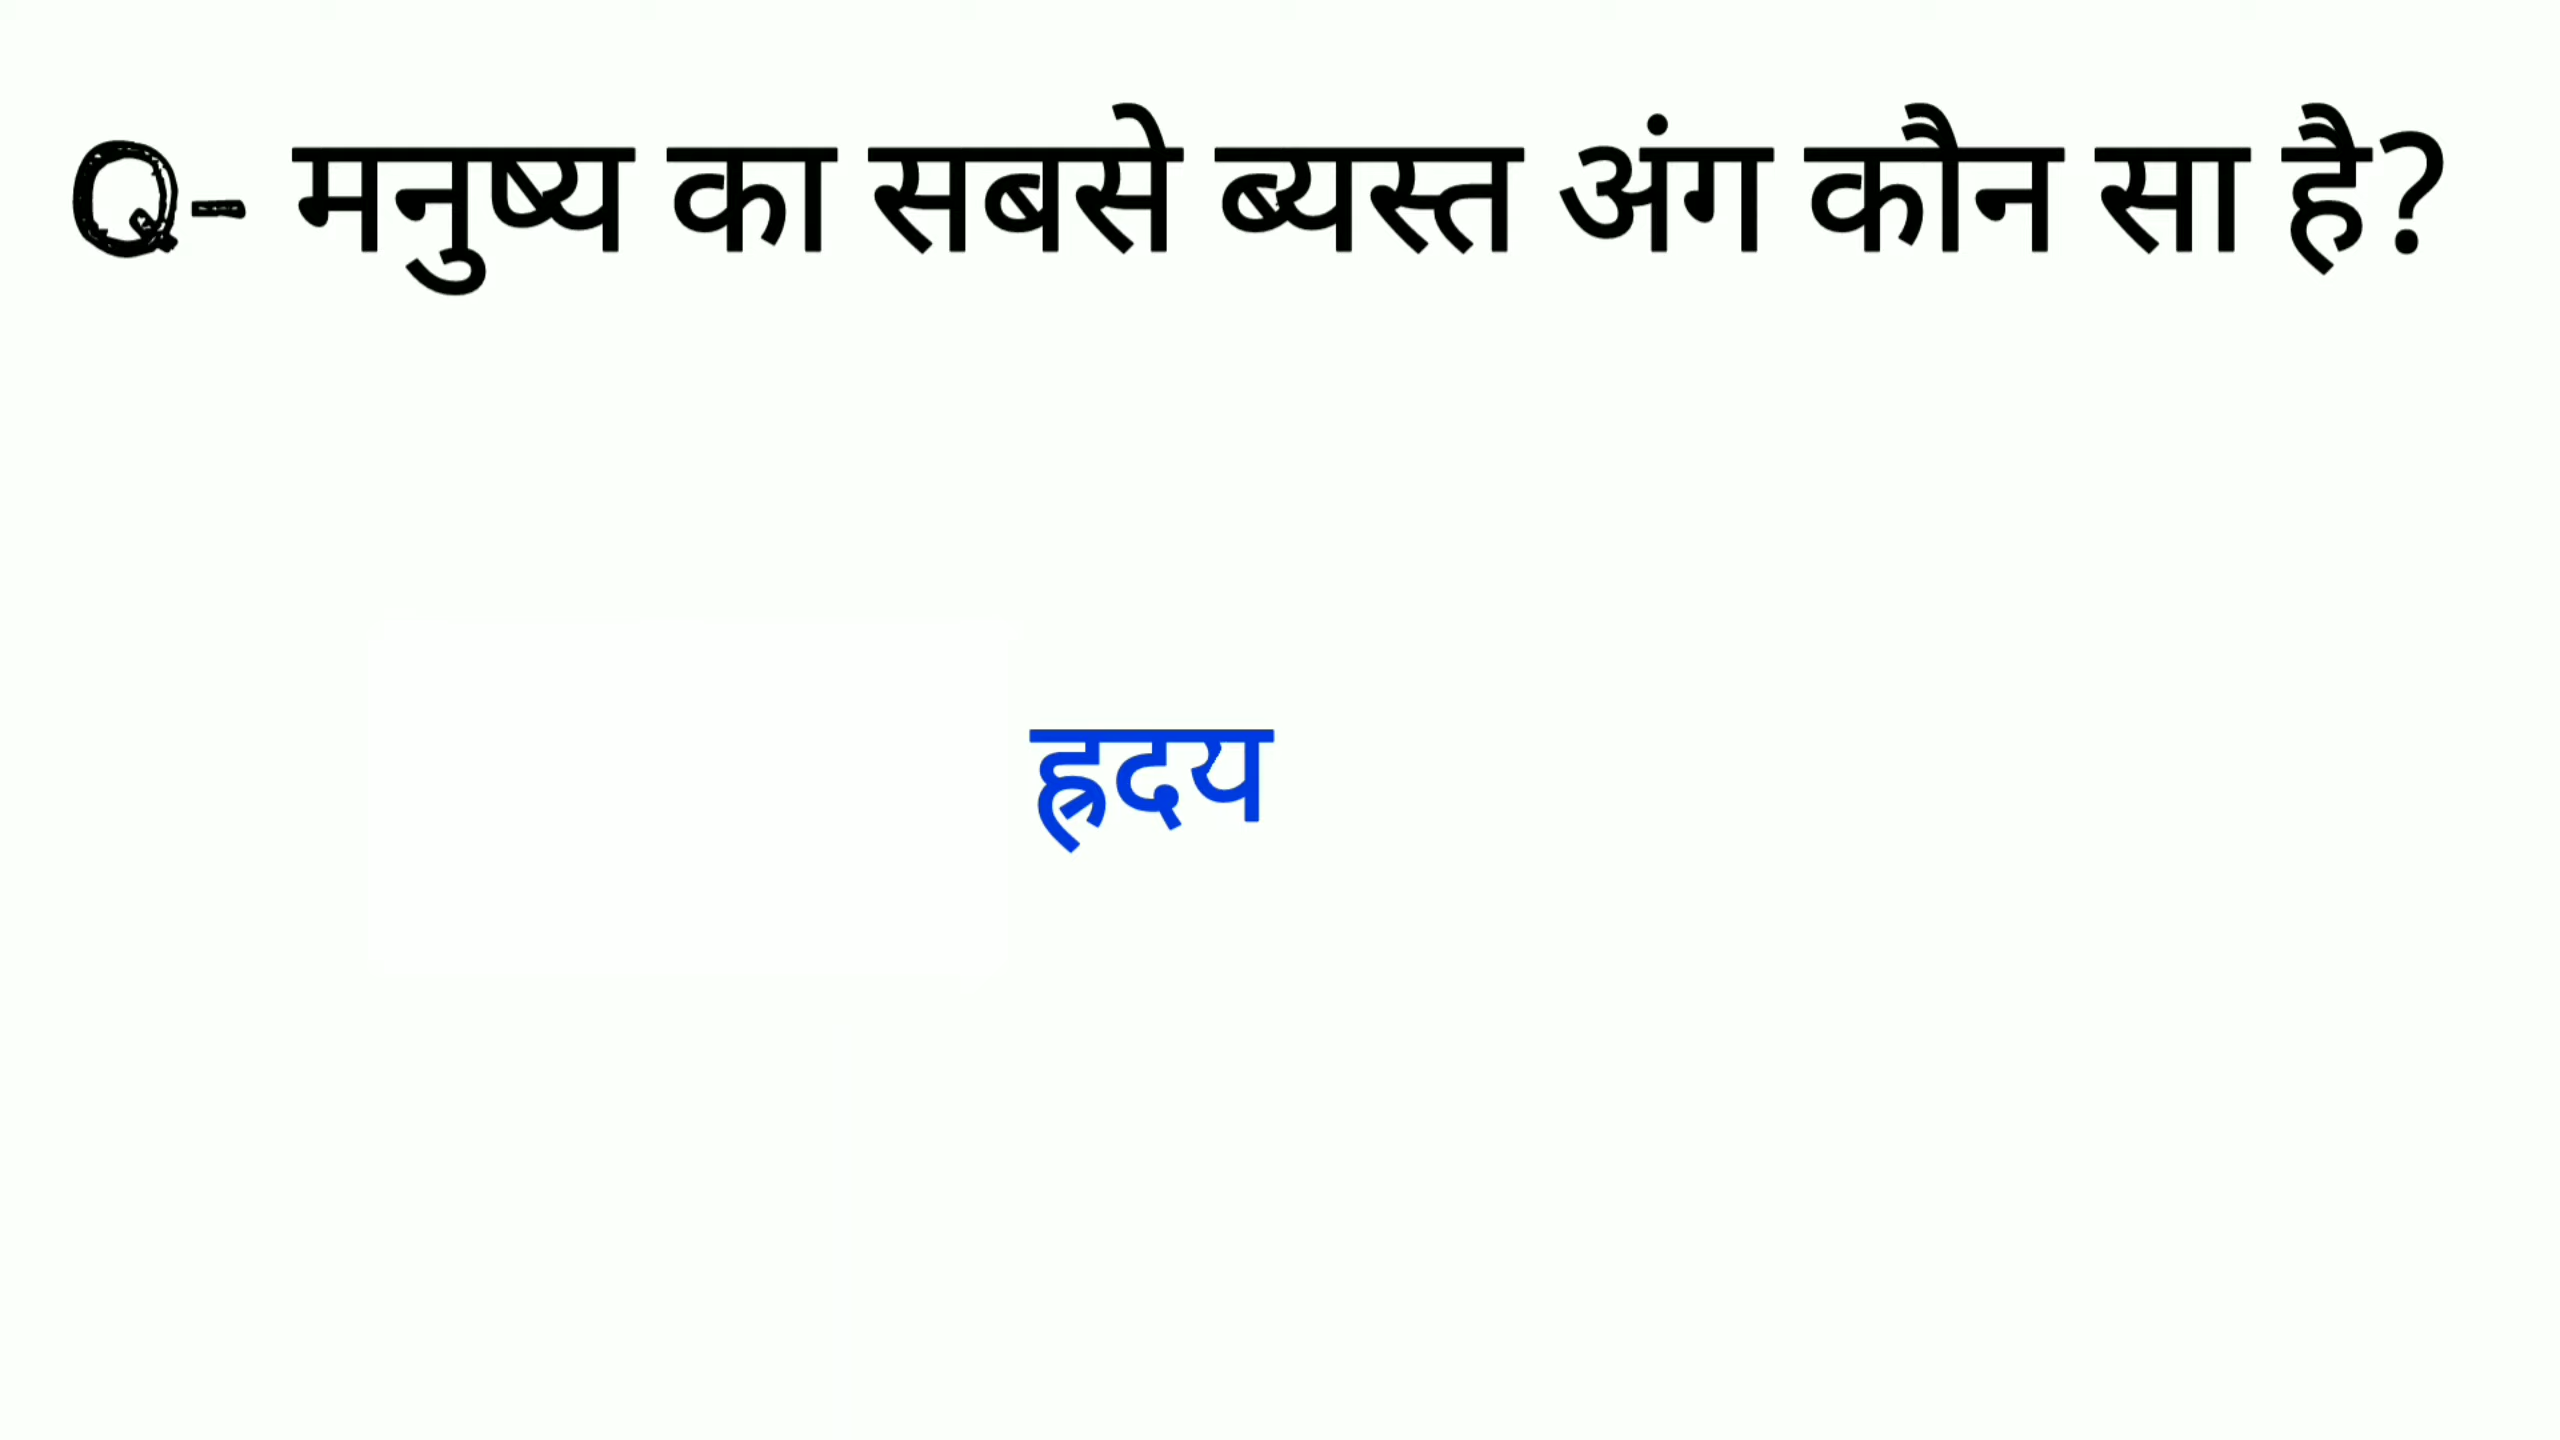 Q- मनुष्य का सबसे ब्यस्त अंग कौन सा है?
ह्रदय